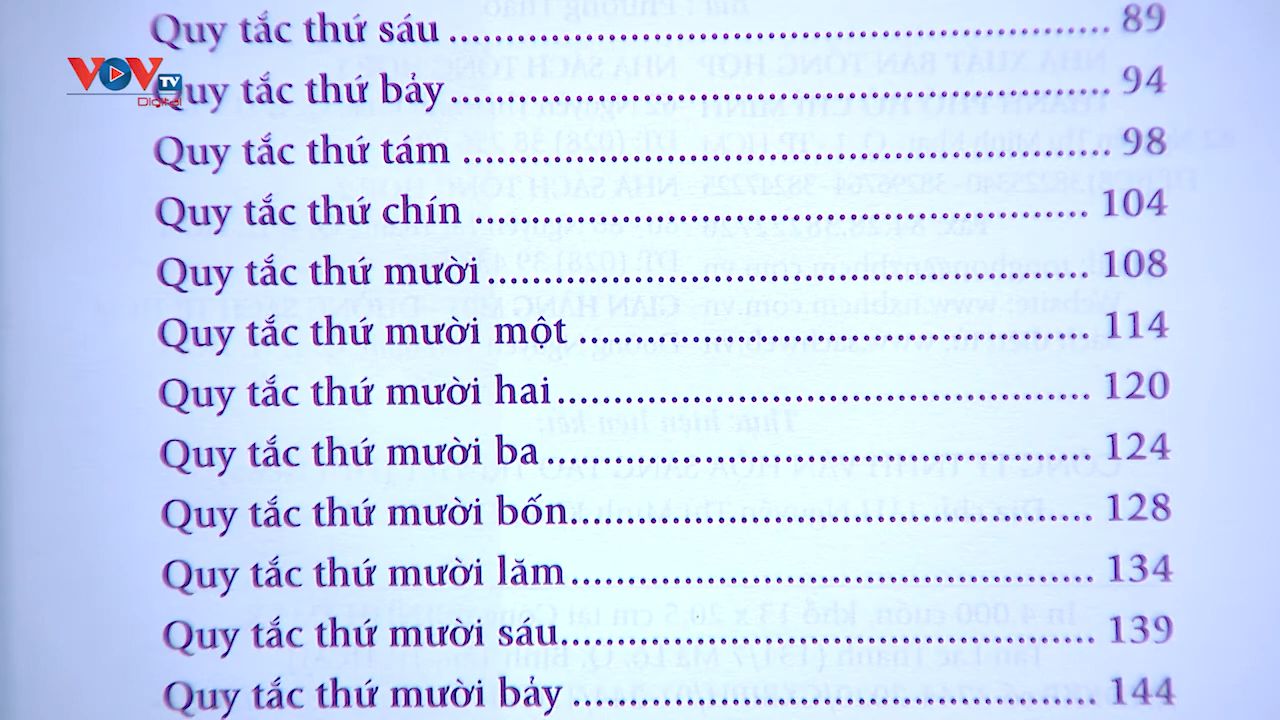 Quy tắc thứ sáu ........ 89
VOV TV
Digital
Quy tắc thứ bảy ........ 94
Quy tắc thứ tám ........ 98
Quy tắc thứ chín ........ 104
Quy tắc thứ mười ........ 108
Quy tắc thứ mười một ........ 114
Quy tắc thứ mười hai ........ 120
Quy tắc thứ mười ba ........ 124
Quy tắc thứ mười bốn ........ 128
Quy tắc thứ mười lăm ........ 134
Quy tắc thứ mười sáu ........ 139
Quy tắc thứ mười bảy ........ 144